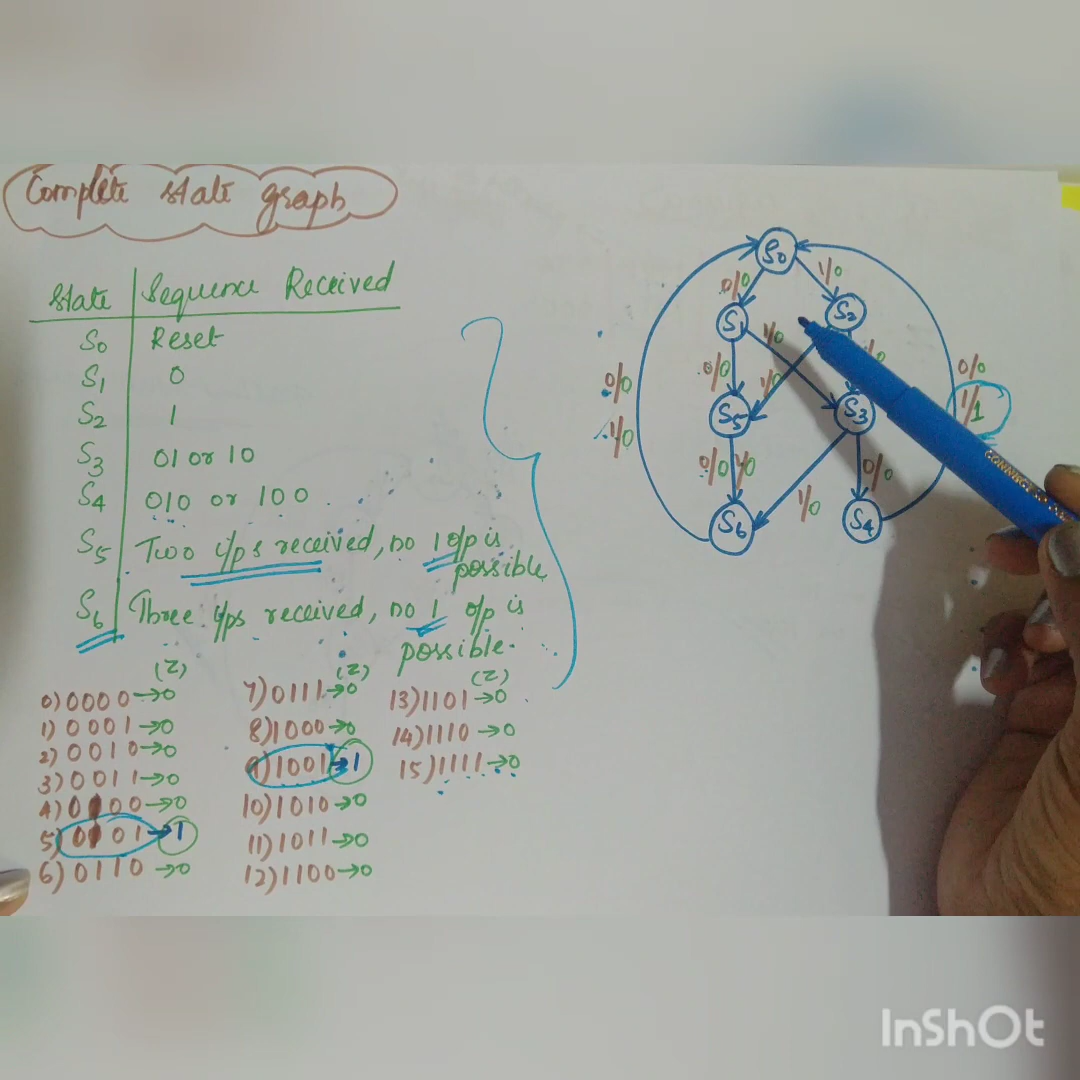 Complete state graph
State Sequence Received
S0 Reset
S1 0
S2 1
S3 01 or 10
S4 010 or 100
S5 Two i/ps received, no 1 o/p is possible
S6 Three i/ps received, no 1 o/p is possible.
(Z)
0) 0000→0
1) 0001→0
2) 0010→0
3) 0011→0
4) 0100→0
5) 0101→1
6) 0110→0
(Z)
7) 0111→0
8) 1000→0
9) 1001→1
10) 1010→0
11) 1011→0
12) 1100→0
(Z)
13) 1101→0
14) 1110→0
15) 1111→0
S0
0/0 1/0
S1 S2
1/0
0/0 1/0
S5 S3
0/0 1/0 0/0
1/0
S6 S4
0/0
1/0
0/0
1/1
InShOt